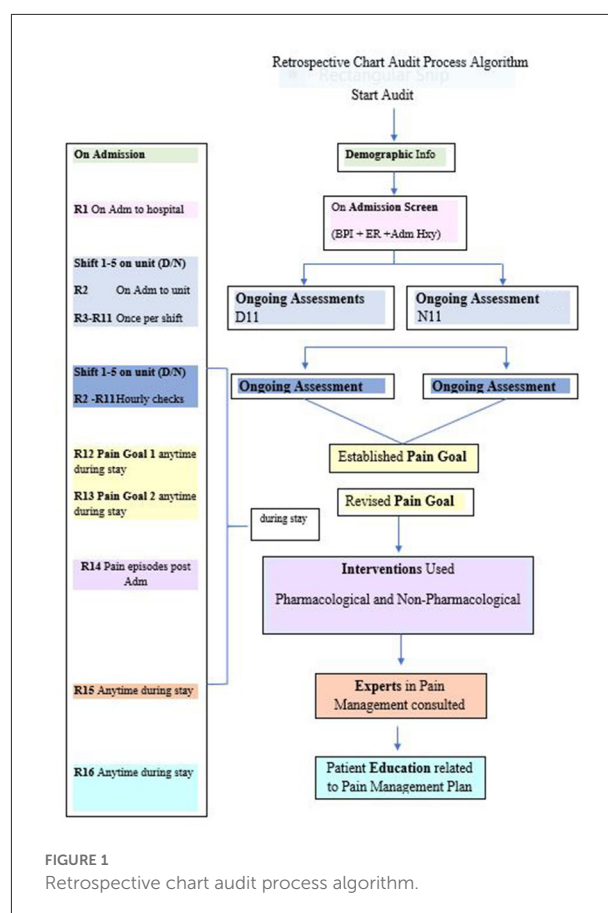 Retrospective Chart Audit Process Algorithm
Rectangular Snip
Start Audit
On Admission
R1 On Adm to hospital
Shift 1-5 on unit (D/N)
R2 On Adm to unit
R3-R11 Once per shift
Shift 1-5 on unit (D/N)
R2 -R11 Hourly checks
R12 Pain Goal 1 anytime
during stay
R13 Pain Goal 2 anytime
during stay
R14 Pain episodes post
Adm
R15 Anytime during stay
R16 Anytime during stay
during stay
Demographic Info
On Admission Screen
(BPI + ER +Adm Hxy)
Ongoing Assessments
D11
Ongoing Assessment
N11
Ongoing Assessment
Ongoing Assessment
Established Pain Goal
Revised Pain Goal
Interventions Used
Pharmacological and Non-Pharmacological
Experts in Pain
Management consulted
Patient Education related
to Pain Management Plan
FIGURE 1
Retrospective chart audit process algorithm.